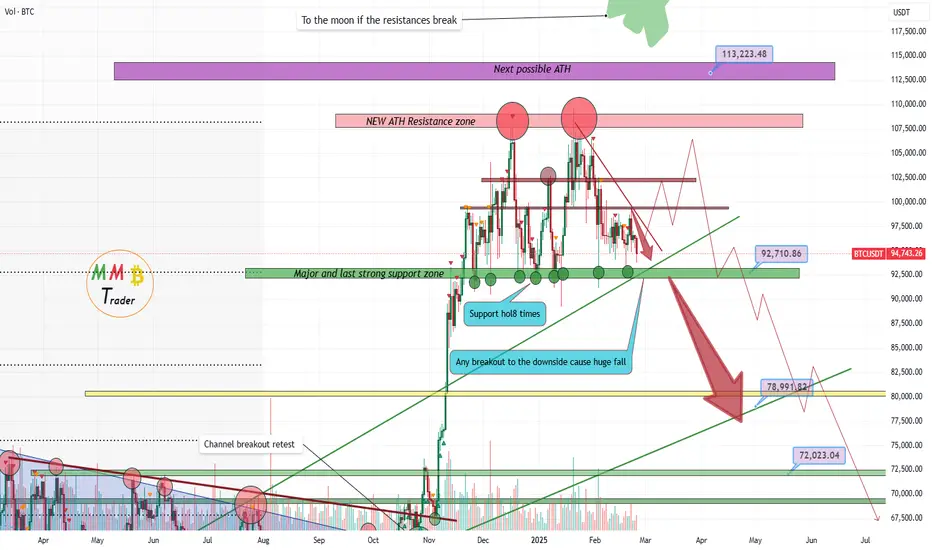 Vol · BTC
USDT
To the moon if the resistances break
117,500.00
115,000.00
113,223.48
Next possible ATH
112,500.00
110,000.00
NEW ATH Resistance zone
107,500.00
105,000.00
102,500.00
100,000.00
97,500.00
92,710.86
BTCUSDT 94,743.26
Major and last strong support zone
92,500.00
MM
Trader
90,000.00
Support hol8 times
87,500.00
Any breakout to the downside cause huge fall
85,000.00
82,500.00
78,991.82
80,000.00
77,500.00
Channel breakout retest
75,000.00
72,023.04
72,500.00
70,000.00
67,500.00
Apr May Jun Jul Aug Sep Oct Nov Dec 2025 Feb Mar Apr May Jun Jul